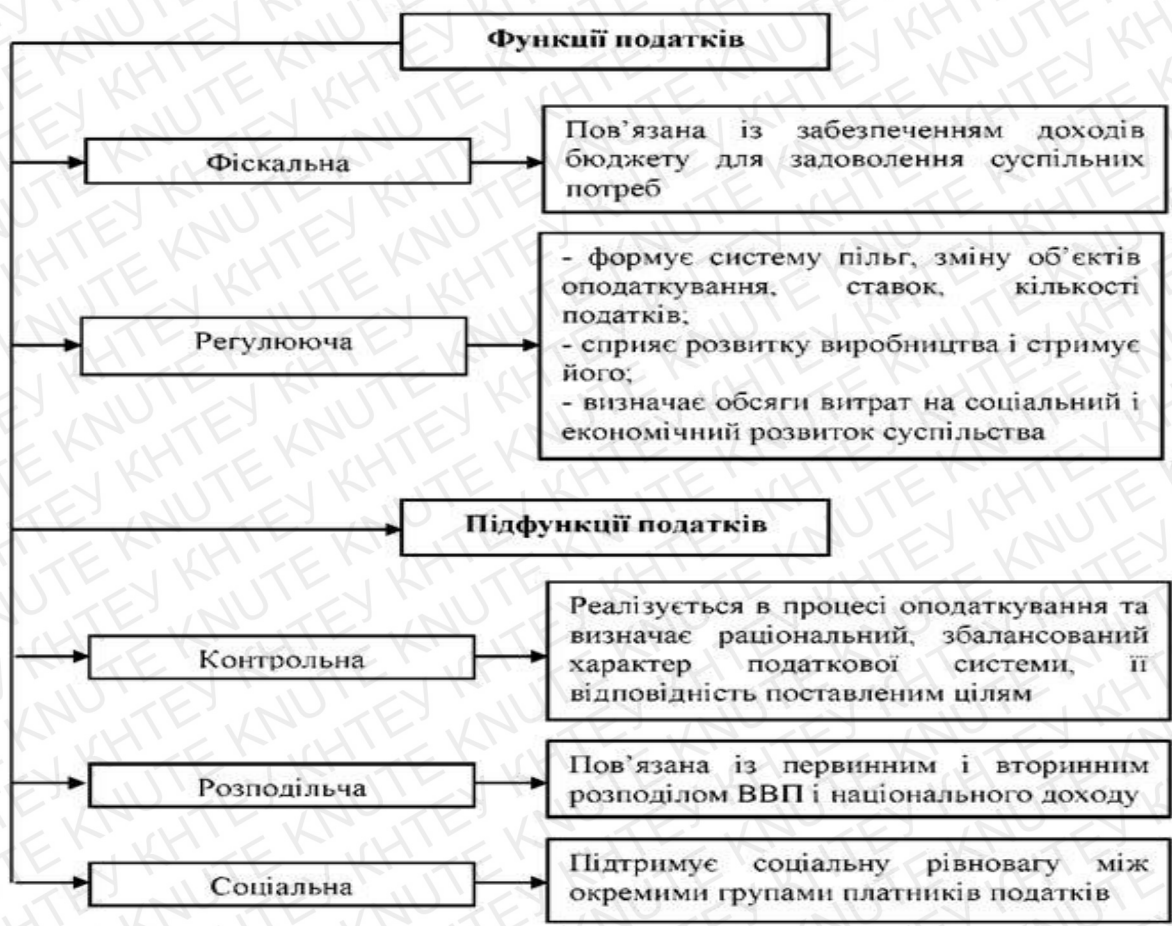 Функції податків
Фіскальна
Пов’язана із забезпеченням доходів
бюджету для задоволення суспільних
потреб
Регулююча
- формує систему пільг, зміну об’єктів
оподаткування, ставок, кількості
податків;
- сприяє розвитку виробництва і стримує
його;
- визначає обсяги витрат на соціальний і
економічний розвиток суспільства
Підфункції податків
Контрольна
Реалізується в процесі оподаткування та
визначає раціональний, збалансований
характер податкової системи, її
відповідність поставленим цілям
Розподільча
Пов’язана із первинним і вторинним
розподілом ВВП і національного доходу
Соціальна
Підтримує соціальну рівновагу між
окремими групами платників податків